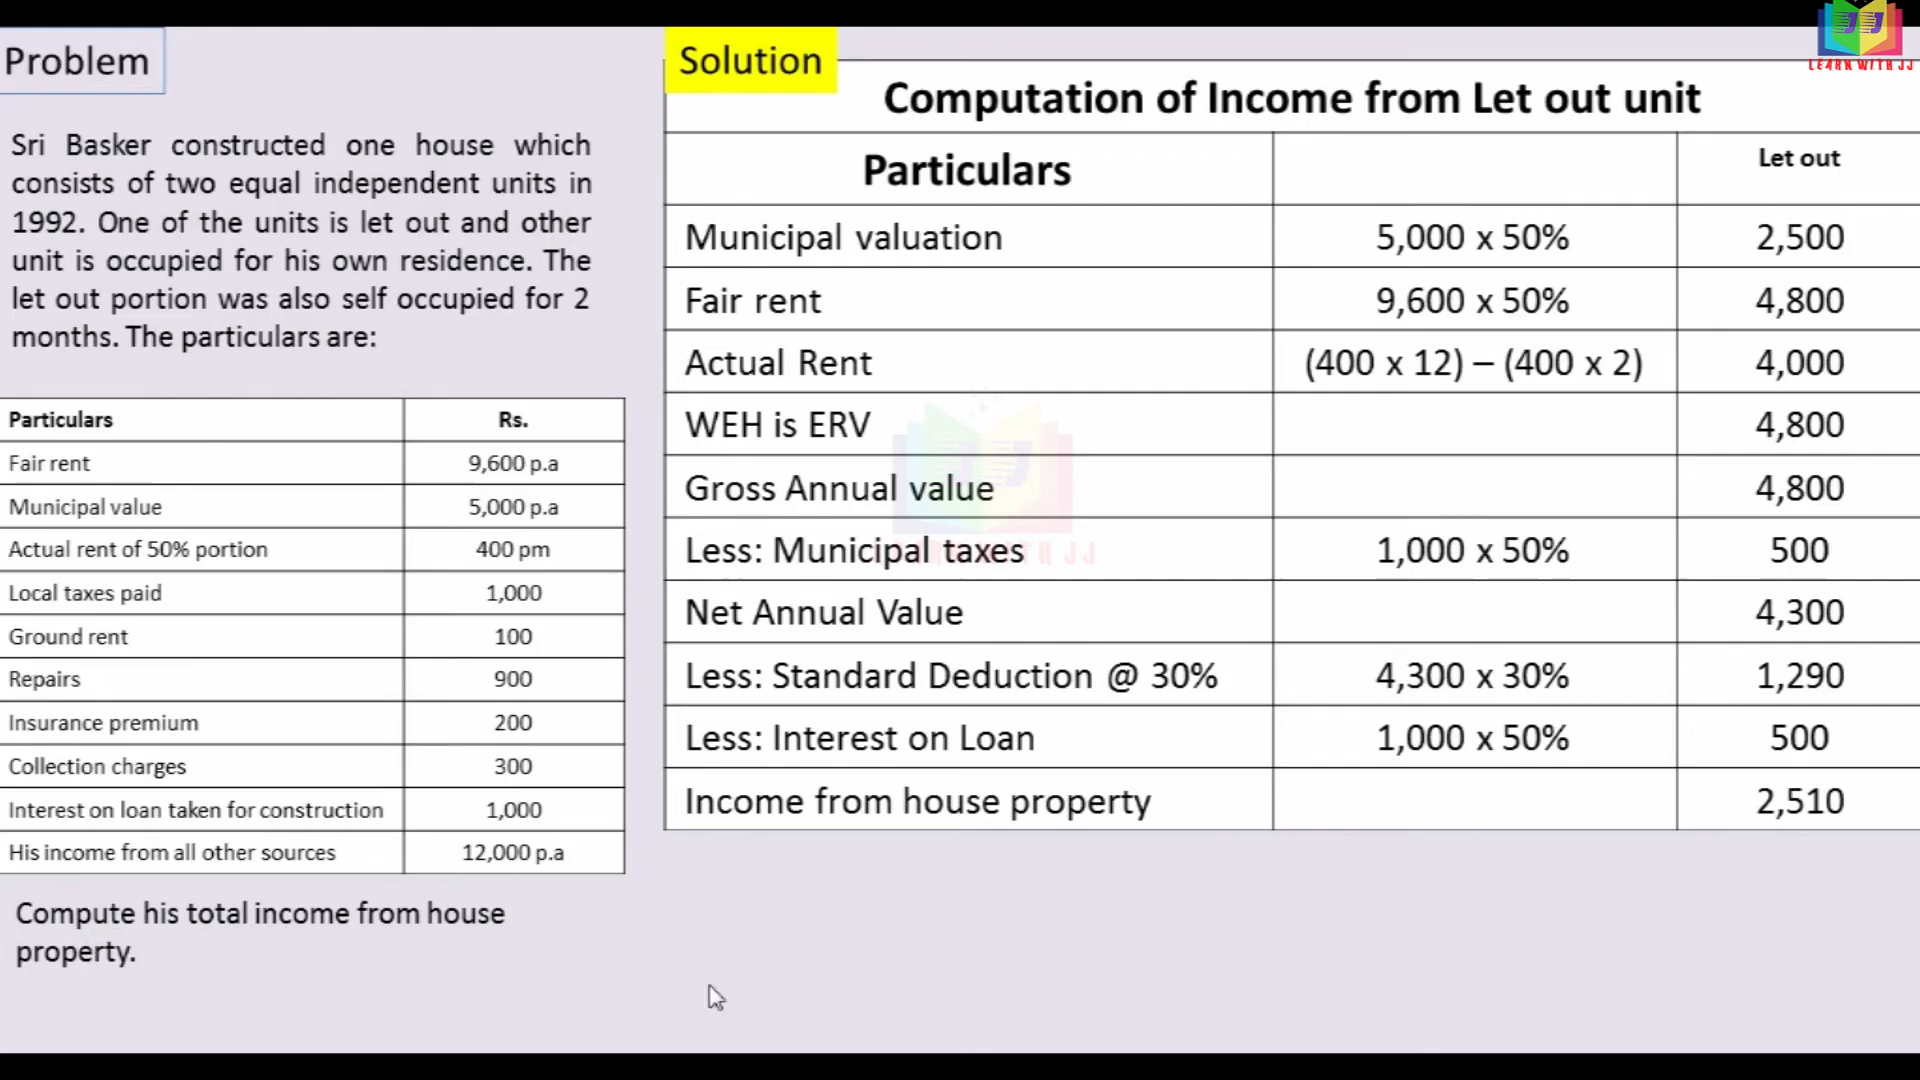 Problem
Sri Basker constructed one house which
consists of two equal independent units in
1992. One of the units is let out and other
unit is occupied for his own residence. The
let out portion was also self occupied for 2
months. The particulars are:
Particulars Rs.
Fair rent 9,600 p.a
Municipal value 5,000 p.a
Actual rent of 50% portion 400 pm
Local taxes paid 1,000
Ground rent 100
Repairs 900
Insurance premium 200
Collection charges 300
Interest on loan taken for construction 1,000
His income from all other sources 12,000 p.a
Compute his total income from house
property.
Solution
Computation of Income from Let out unit
Particulars Let out
Municipal valuation 5,000 x 50% 2,500
Fair rent 9,600 x 50% 4,800
Actual Rent (400 x 12) – (400 x 2) 4,000
WEH is ERV 4,800
Gross Annual value 4,800
Less: Municipal taxes 1,000 x 50% 500
Net Annual Value 4,300
Less: Standard Deduction @ 30% 4,300 x 30% 1,290
Less: Interest on Loan 1,000 x 50% 500
Income from house property 2,510
JJ
LEARN WITH JJ
LEARN WITH JJ